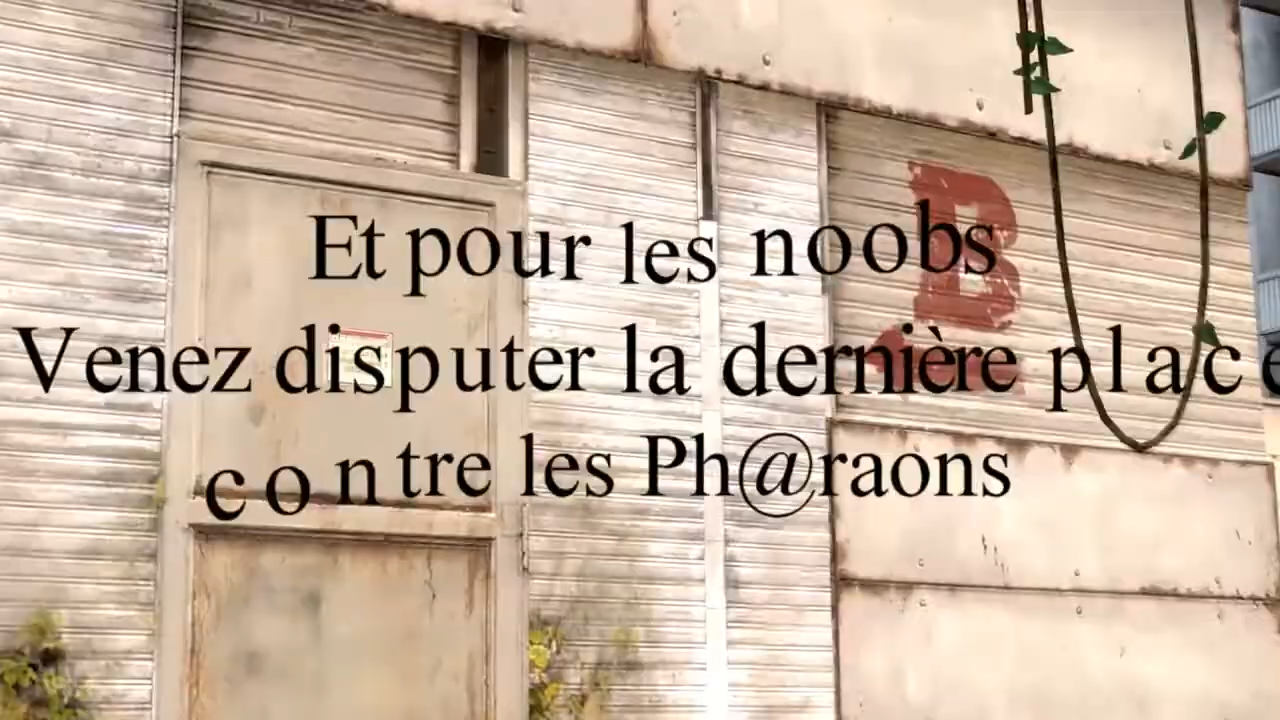 Et pour les noobs
Venez disputer la dernière place
contre les Ph@raons
B